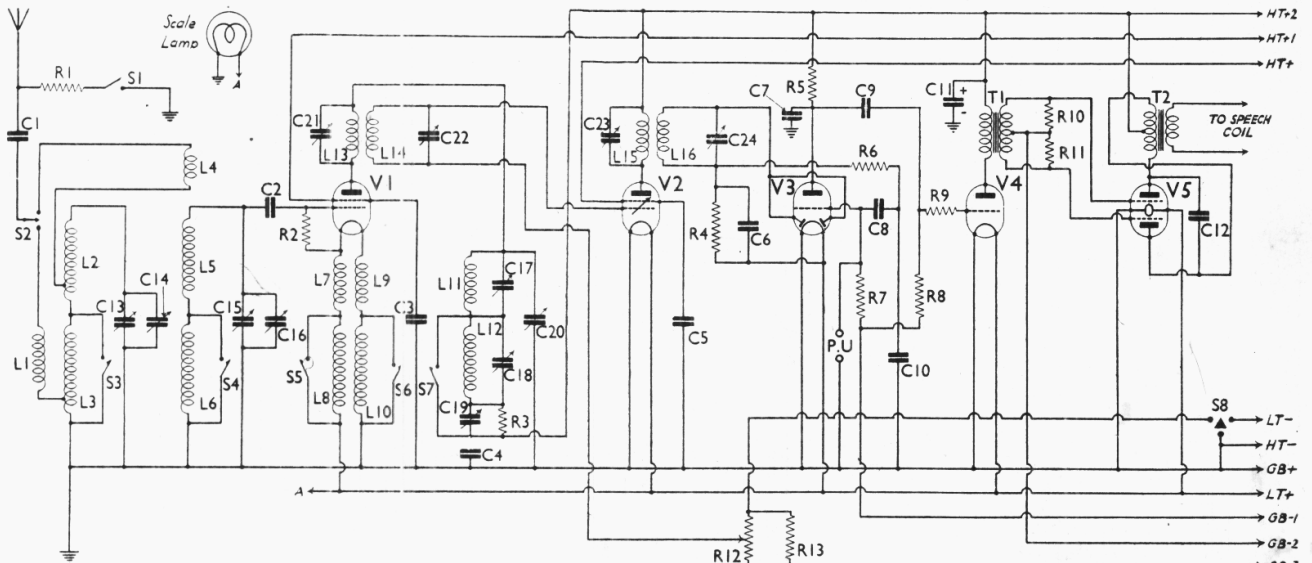 HT+2
Scale
Lamp
HT+1
HT+
R1
S1
A
C1
R5
C7
C9
C11 +
-
T1
T2
R10
TO SPEECH
COIL
C21
C22
C23
C24
L13
L14
L15
L16
R11
L4
R6
C2
V1
V2
V3
V4
V5
R9
C8
S2
R2
R4
C6
C12
L2
L5
L7
L9
L11
C17
C14
R7
R8
C13
C15
C3
L12
C20
C5
C16
P.U
L1
S3
S4
S5
S6
S7
C18
C10
L3
L6
L8
L10
C19
R3
S8
LT-
C4
HT-
GB+
A
LT+
GB-1
GB-2
R12
R13